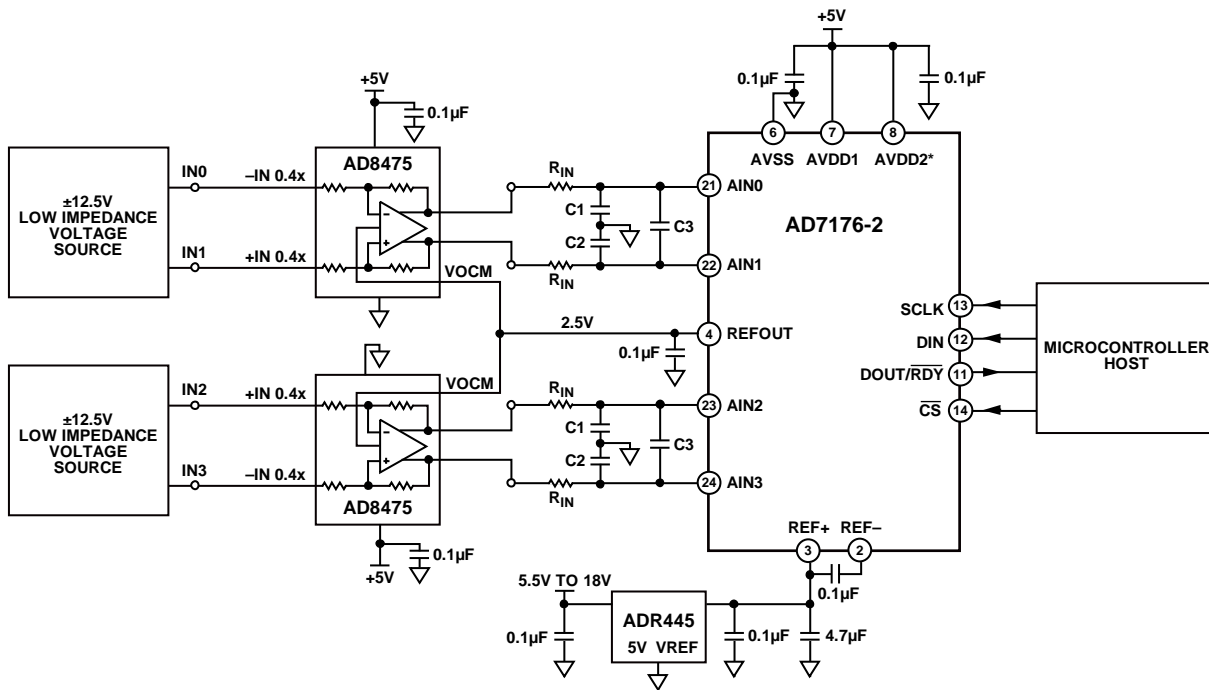 +5V
0.1µF
0.1µF
+5V
0.1µF
6
7
8
AVSS
AVDD1
AVDD2*
±12.5V
LOW IMPEDANCE
VOLTAGE
SOURCE
IN0
–IN 0.4x
IN1
+IN 0.4x
AD8475
–
+
VOCM
RIN
C1
C2
C3
RIN
21
AIN0
22
AIN1
AD7176-2
2.5V
4
REFOUT
0.1µF
SCLK
13
DIN
12
DOUT/RDY
11
CS
14
MICROCONTROLLER
HOST
±12.5V
LOW IMPEDANCE
VOLTAGE
SOURCE
IN2
+IN 0.4x
IN3
–IN 0.4x
VOCM
–
+
AD8475
+5V
0.1µF
RIN
C1
C2
C3
RIN
23
AIN2
24
AIN3
REF+
REF–
3
2
0.1µF
5.5V TO 18V
0.1µF
ADR445
5V VREF
0.1µF
4.7µF